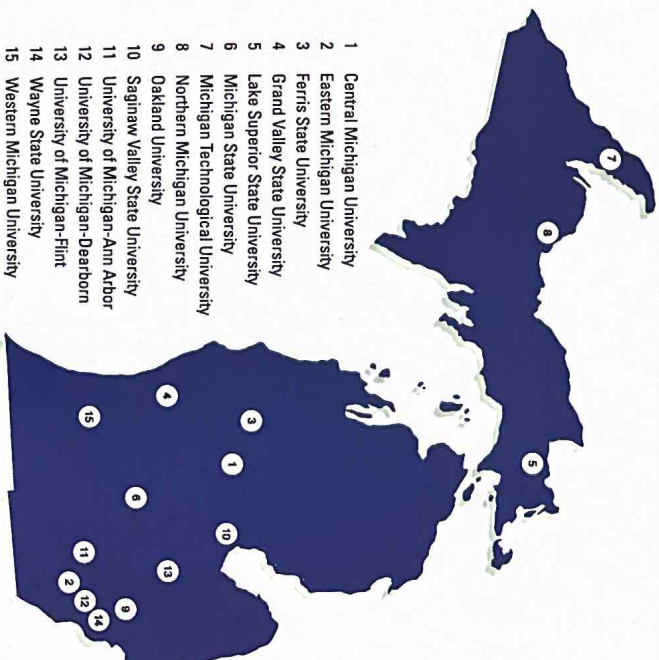 1 Central Michigan University
2 Eastern Michigan University
3 Ferris State University
4 Grand Valley State University
5 Lake Superior State University
6 Michigan State University
7 Michigan Technological University
8 Northern Michigan University
9 Oakland University
10 Saginaw Valley State University
11 University of Michigan-Ann Arbor
12 University of Michigan-Dearborn
13 University of Michigan-Flint
14 Wayne State University
15 Western Michigan University
7
8
5
3
4
1
15
10
6
13
11
9
2
12
14